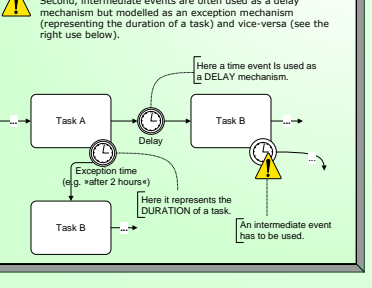 Second, intermediate events are often used as a delay
mechanism but modelled as an exception mechanism
(representing the duration of a task) and vice-versa (see the
right use below).
Here a time event Is used as
a DELAY mechanism.
...
Task A
Delay
Task B
...
...
Exception time
(e.g. »after 2 hours«)
Here it represents the
DURATION of a task.
Task B
...
An intermediate event
has to be used.